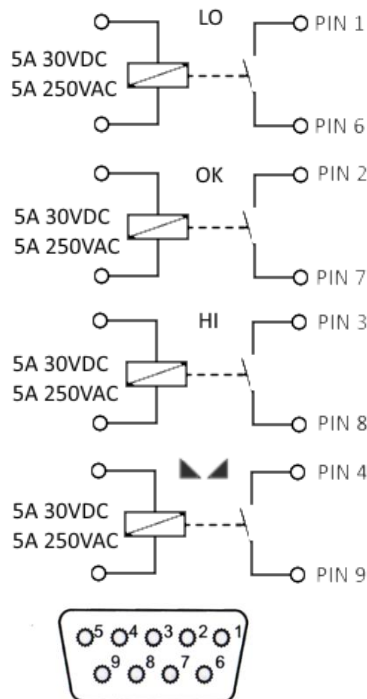 LO
PIN 1
5A 30VDC
5A 250VAC
PIN 6
OK
PIN 2
5A 30VDC
5A 250VAC
PIN 7
HI
PIN 3
5A 30VDC
5A 250VAC
PIN 8
PIN 4
5A 30VDC
5A 250VAC
PIN 9
5 4 3 2 1
9 8 7 6